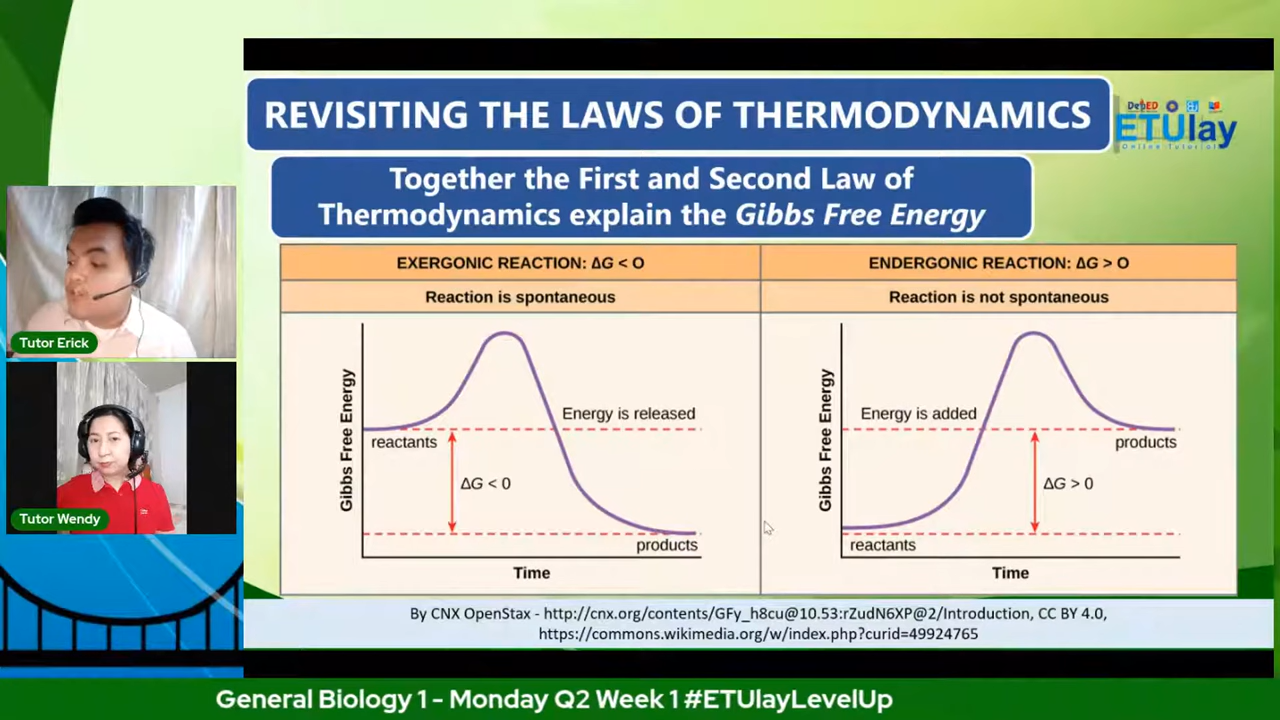 REVISITING THE LAWS OF THERMODYNAMICS
DepED
ETUlay
Online Tutorial
Together the First and Second Law of
Thermodynamics explain the Gibbs Free Energy
EXERGONIC REACTION: ∆G < O
Reaction is spontaneous
Gibbs Free Energy
reactants
Energy is released
∆G < 0
products
Time
ENDERGONIC REACTION: ∆G > O
Reaction is not spontaneous
Gibbs Free Energy
Energy is added
products
∆G > 0
reactants
Time
By CNX OpenStax - http://cnx.org/contents/GFy_h8cu@10.53:rZudN6XP@2/Introduction, CC BY 4.0,
https://commons.wikimedia.org/w/index.php?curid=49924765
Tutor Erick
Tutor Wendy
General Biology 1 - Monday Q2 Week 1 #ETUlayLevelUp